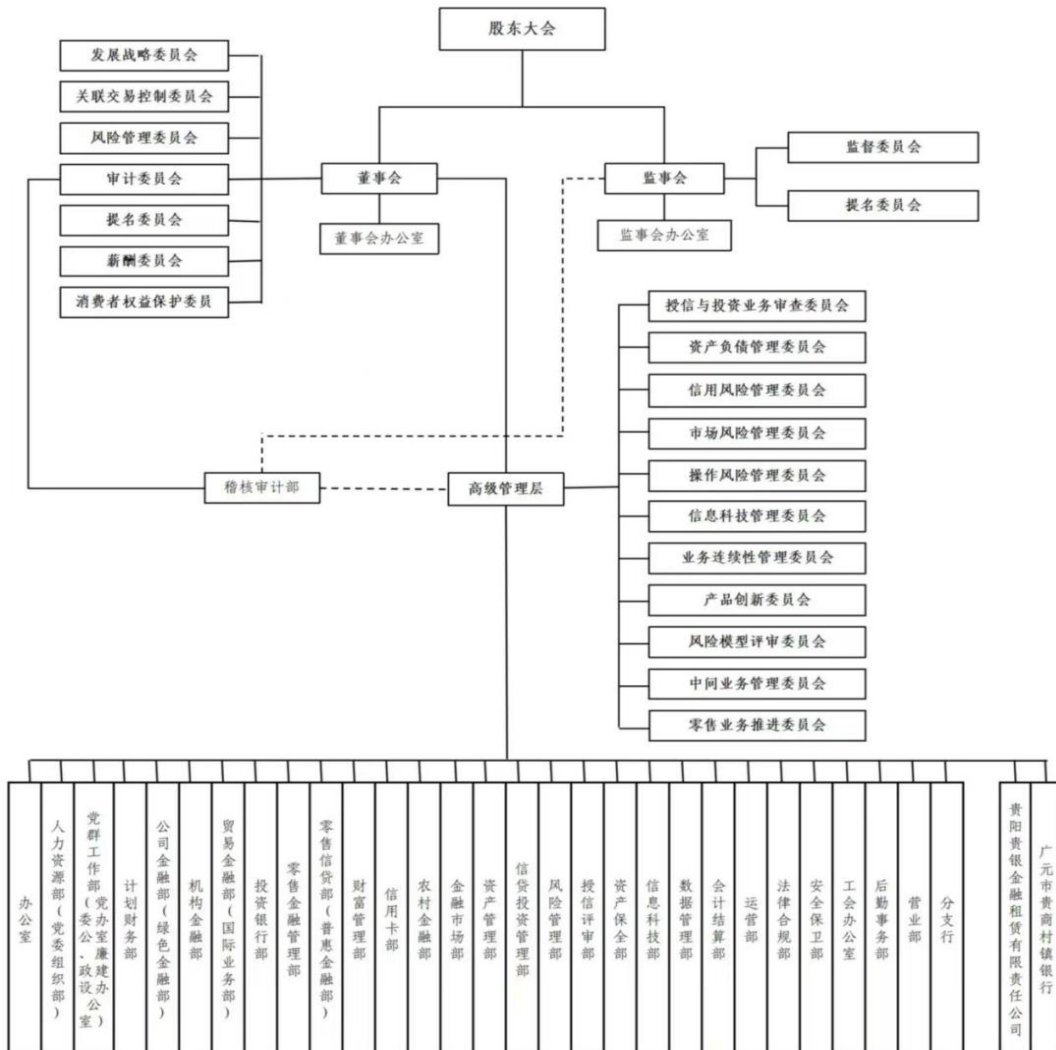 股东大会
发展战略委员会
关联交易控制委员会
风险管理委员会
审计委员会
提名委员会
薪酬委员会
消费者权益保护委员
董事会
董事会办公室
监事会
监事会办公室
监督委员会
提名委员会
授信与投资业务审查委员会
资产负债管理委员会
信用风险管理委员会
市场风险管理委员会
操作风险管理委员会
信息科技管理委员会
业务连续性管理委员会
产品创新委员会
风险模型评审委员会
中间业务管理委员会
零售业务推进委员会
稽核审计部
高级管理层
办公室
人力资源部(党委组织部)
党群工作部(党委办公室、党廉政建设办公室)
计划财务部
公司金融部(绿色金融部)
机构金融部
贸易金融部(国际业务部)
投资银行部
零售金融管理部
零售信贷部(普惠金融部)
财富管理部
信用卡部
农村金融部
金融市场部
资产管理部
信贷投资管理部
风险管理部
授信评审部
资产保全部
信息科技部
数据管理部
会计结算部
运营部
法律合规部
安全保卫部
工会办公室
后勤事务部
营业部
分支行
贵阳贵银金融租赁有限责任公司
广元市贵商村镇银行